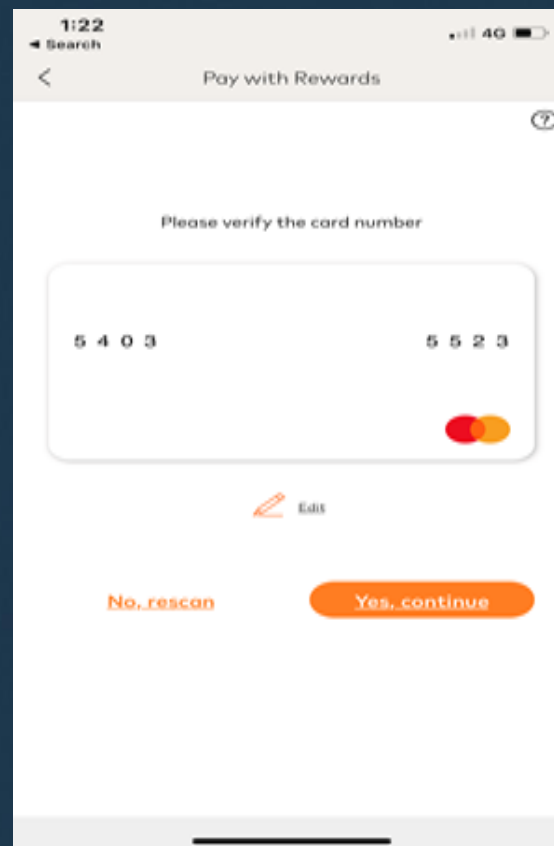 1:22
4G
◄ Search
< Pay with Rewards
?
Please verify the card number
5 4 0 3 5 5 2 3
Edit
No, rescan Yes, continue